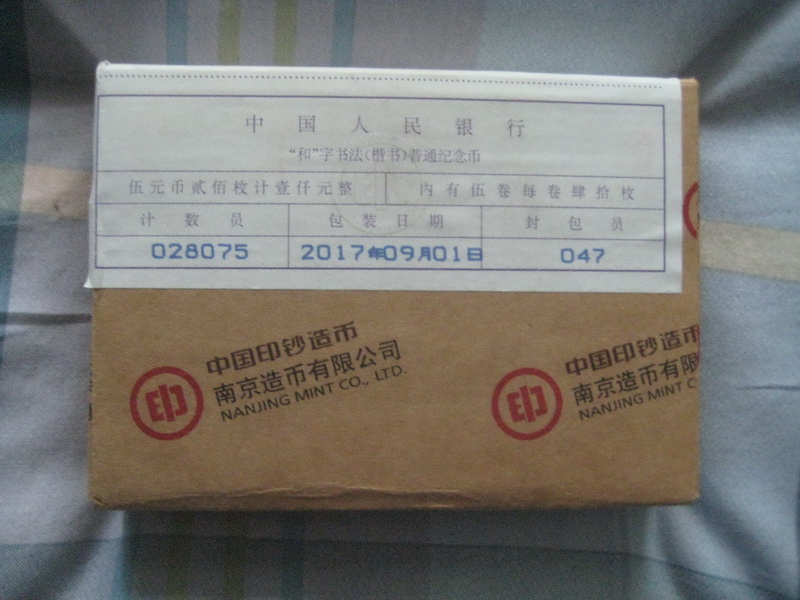 中国人民银行
“和”字书法(楷书)普通纪念币
伍元币贰佰枚计壹仟元整 内有伍卷每卷肆拾枚
计数员 包装日期 封包员
028075 2017年09月01日 047
中国印钞造币
南京造币有限公司
NANJING MINT CO., LTD.
中国印钞造币
南京造币有限
NANJING MINT C